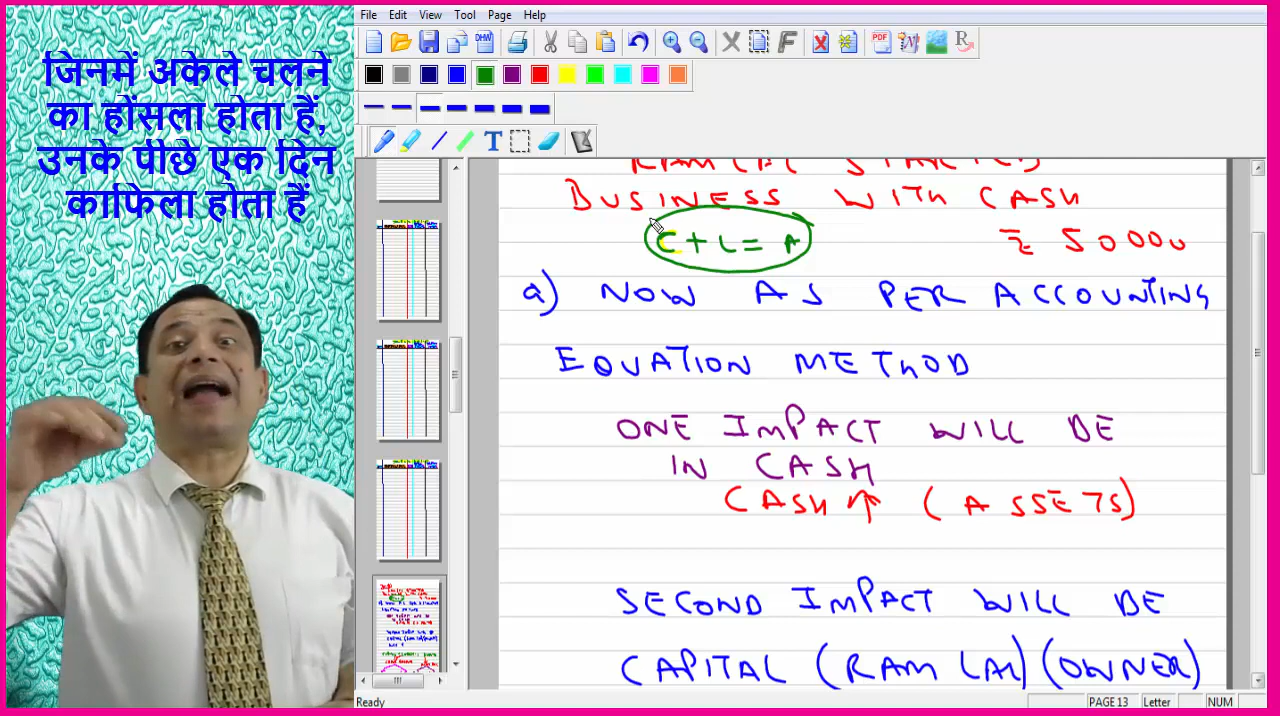 जिनमें अकेले चलने
का होंसला होता हैं,
उनके पीछे एक दिन
काफिला होता हैं
File Edit View Tool Page Help
DHW
PDF
BUSINESS WITH CASH
C + L = A
₹ 50000
a) NOW AS PER ACCOUNTING
EQUATION METHOD
ONE IMPACT WILL BE
IN CASH
CASH ↑ (ASSETS)
SECOND IMPACT WILL BE
CAPITAL (RAM LAL) (OWNER)
Ready
PAGE 13 Letter NUM